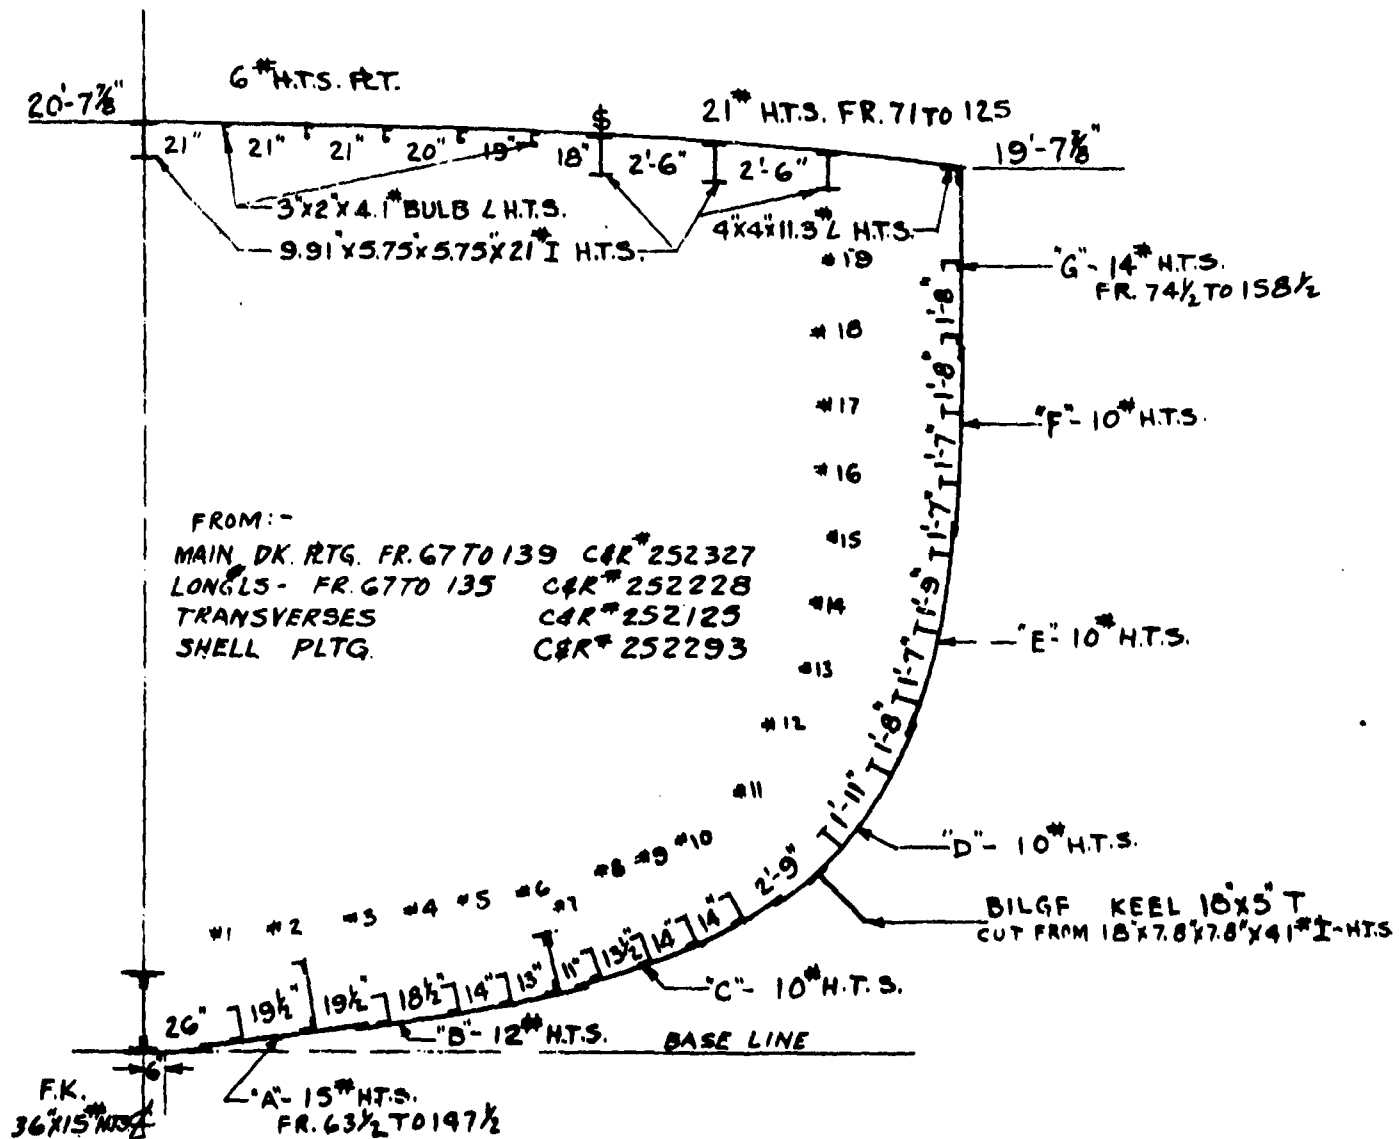 6# H.T.S. PLT.
20'-7⅞"
$
21# H.T.S. FR. 71 TO 125
19'-7⅞"
21" 21" 21" 20" 19" 18" 2'-6" 2'-6"
3"x2"x4.1# BULB L H.T.S.
4"x4"x11.3# L H.T.S.
9.91"x5.75"x5.75"x21# I H.T.S.
#19
"G"- 14# H.T.S.
FR. 74½ TO 158½
1'-8"
#18
1'-8"
#17
"F"- 10# H.T.S.
1'-7"
#16
1'-7"
FROM:-
MAIN DK. PLTG. FR. 67 TO 139 C&R# 252327
LONG'LS- FR. 67 TO 135 C&R# 252228
TRANSVERSES C&R# 252125
SHELL PLTG. C&R# 252293
#15
1'-9"
#14
"E"- 10# H.T.S.
1'-7"
#13
1'-8"
#12
1'-11"
#11
"D"- 10# H.T.S.
#1 #2 #3 #4 #5 #6 #7 #8 #9 #10
2'-9"
BILGF KEEL 18"x5" T
CUT FROM 18"x7.8"x7.8"x41# I-H.T.S
26" 19½" 19½" 18½" 14" 13" 11" 13½" 14" 14"
"C"- 10# H.T.S.
"B"- 12# H.T.S.
BASE LINE
6"
F.K.
36"x15# HTS
"A"- 15# H.T.S.
FR. 63½ TO 147½